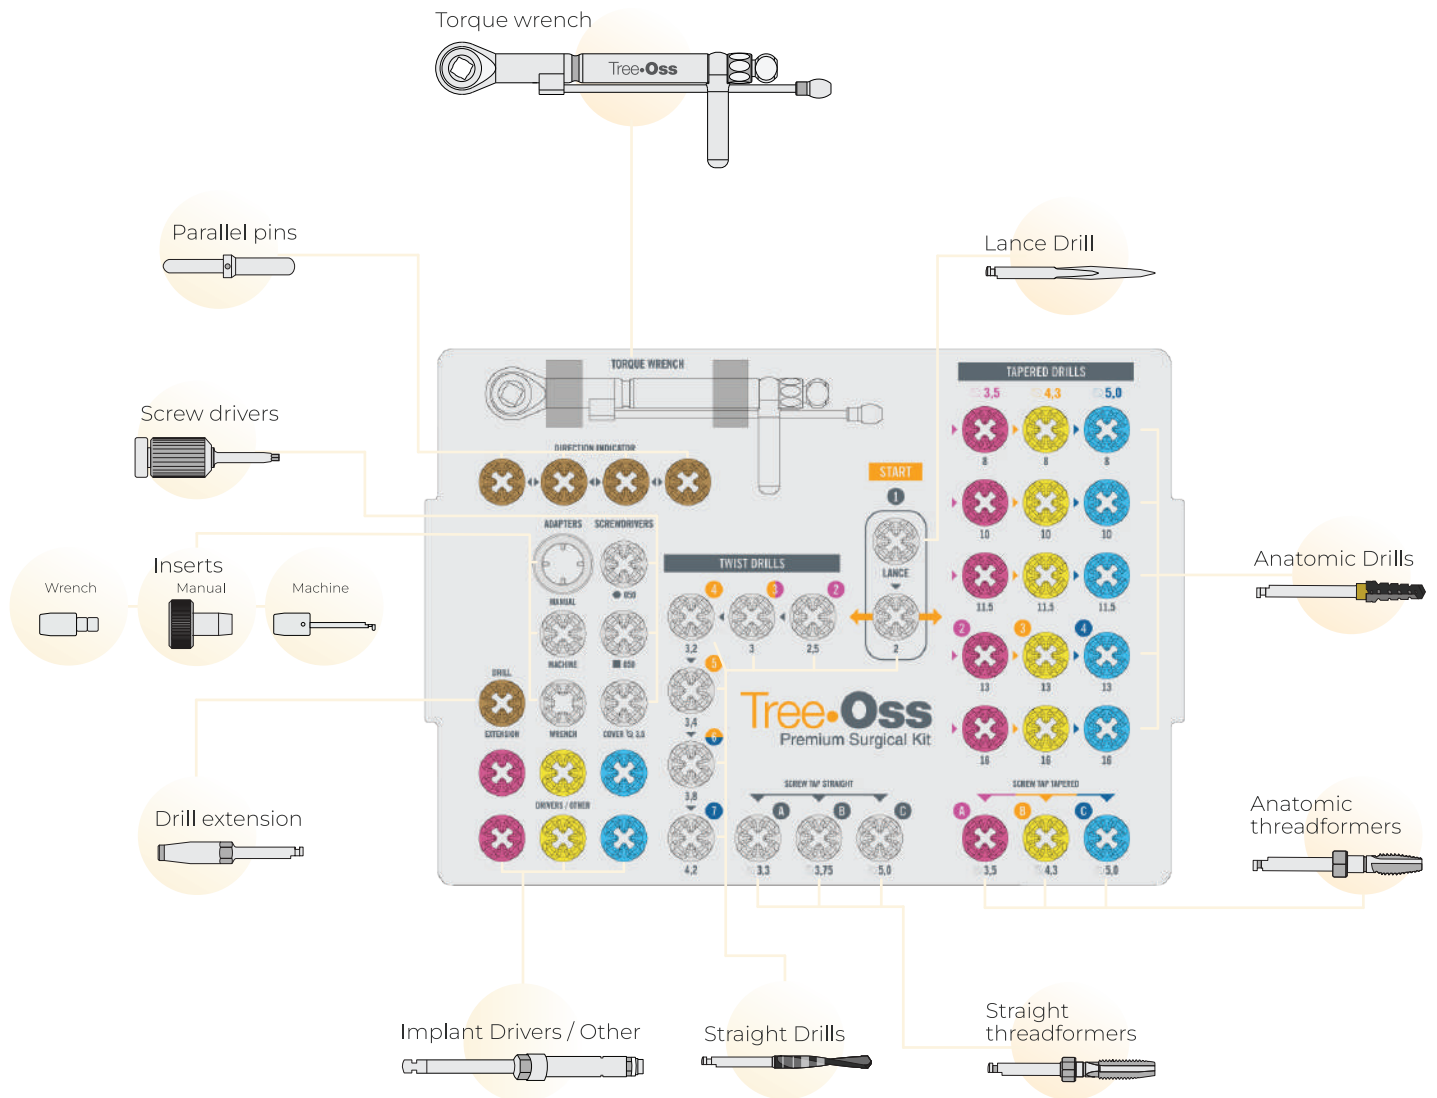 Torque wrench
Tree•Oss
Parallel pins
Lance Drill
Screw drivers
Inserts
Wrench
Manual
Machine
Drill extension
Implant Drivers / Other
Straight Drills
Straight
threadformers
Anatomic Drills
Anatomic
threadformers
TORQUE WRENCH
DIRECTION INDICATOR
ADAPTERS
SCREWDRIVERS
MANUAL
050
MACHINE
050
DRILL
EXTENSION
WRENCH
COVER
3,8
DRIVERS / OTHER
TWIST DRILLS
4
3
2
3,2
3
2,5
5
3,4
6
3,8
7
4,2
START
1
LANCE
2
Tree•Oss
Premium Surgical Kit
SCREW TAP STRAIGHT
A
B
C
3,3
3,75
5,0
TAPERED DRILLS
3,5
4,3
5,0
8
8
8
10
10
10
11.5
11.5
11.5
2
3
4
13
13
13
16
16
16
SCREW TAP TAPERED
A
B
C
3,5
4,3
5,0